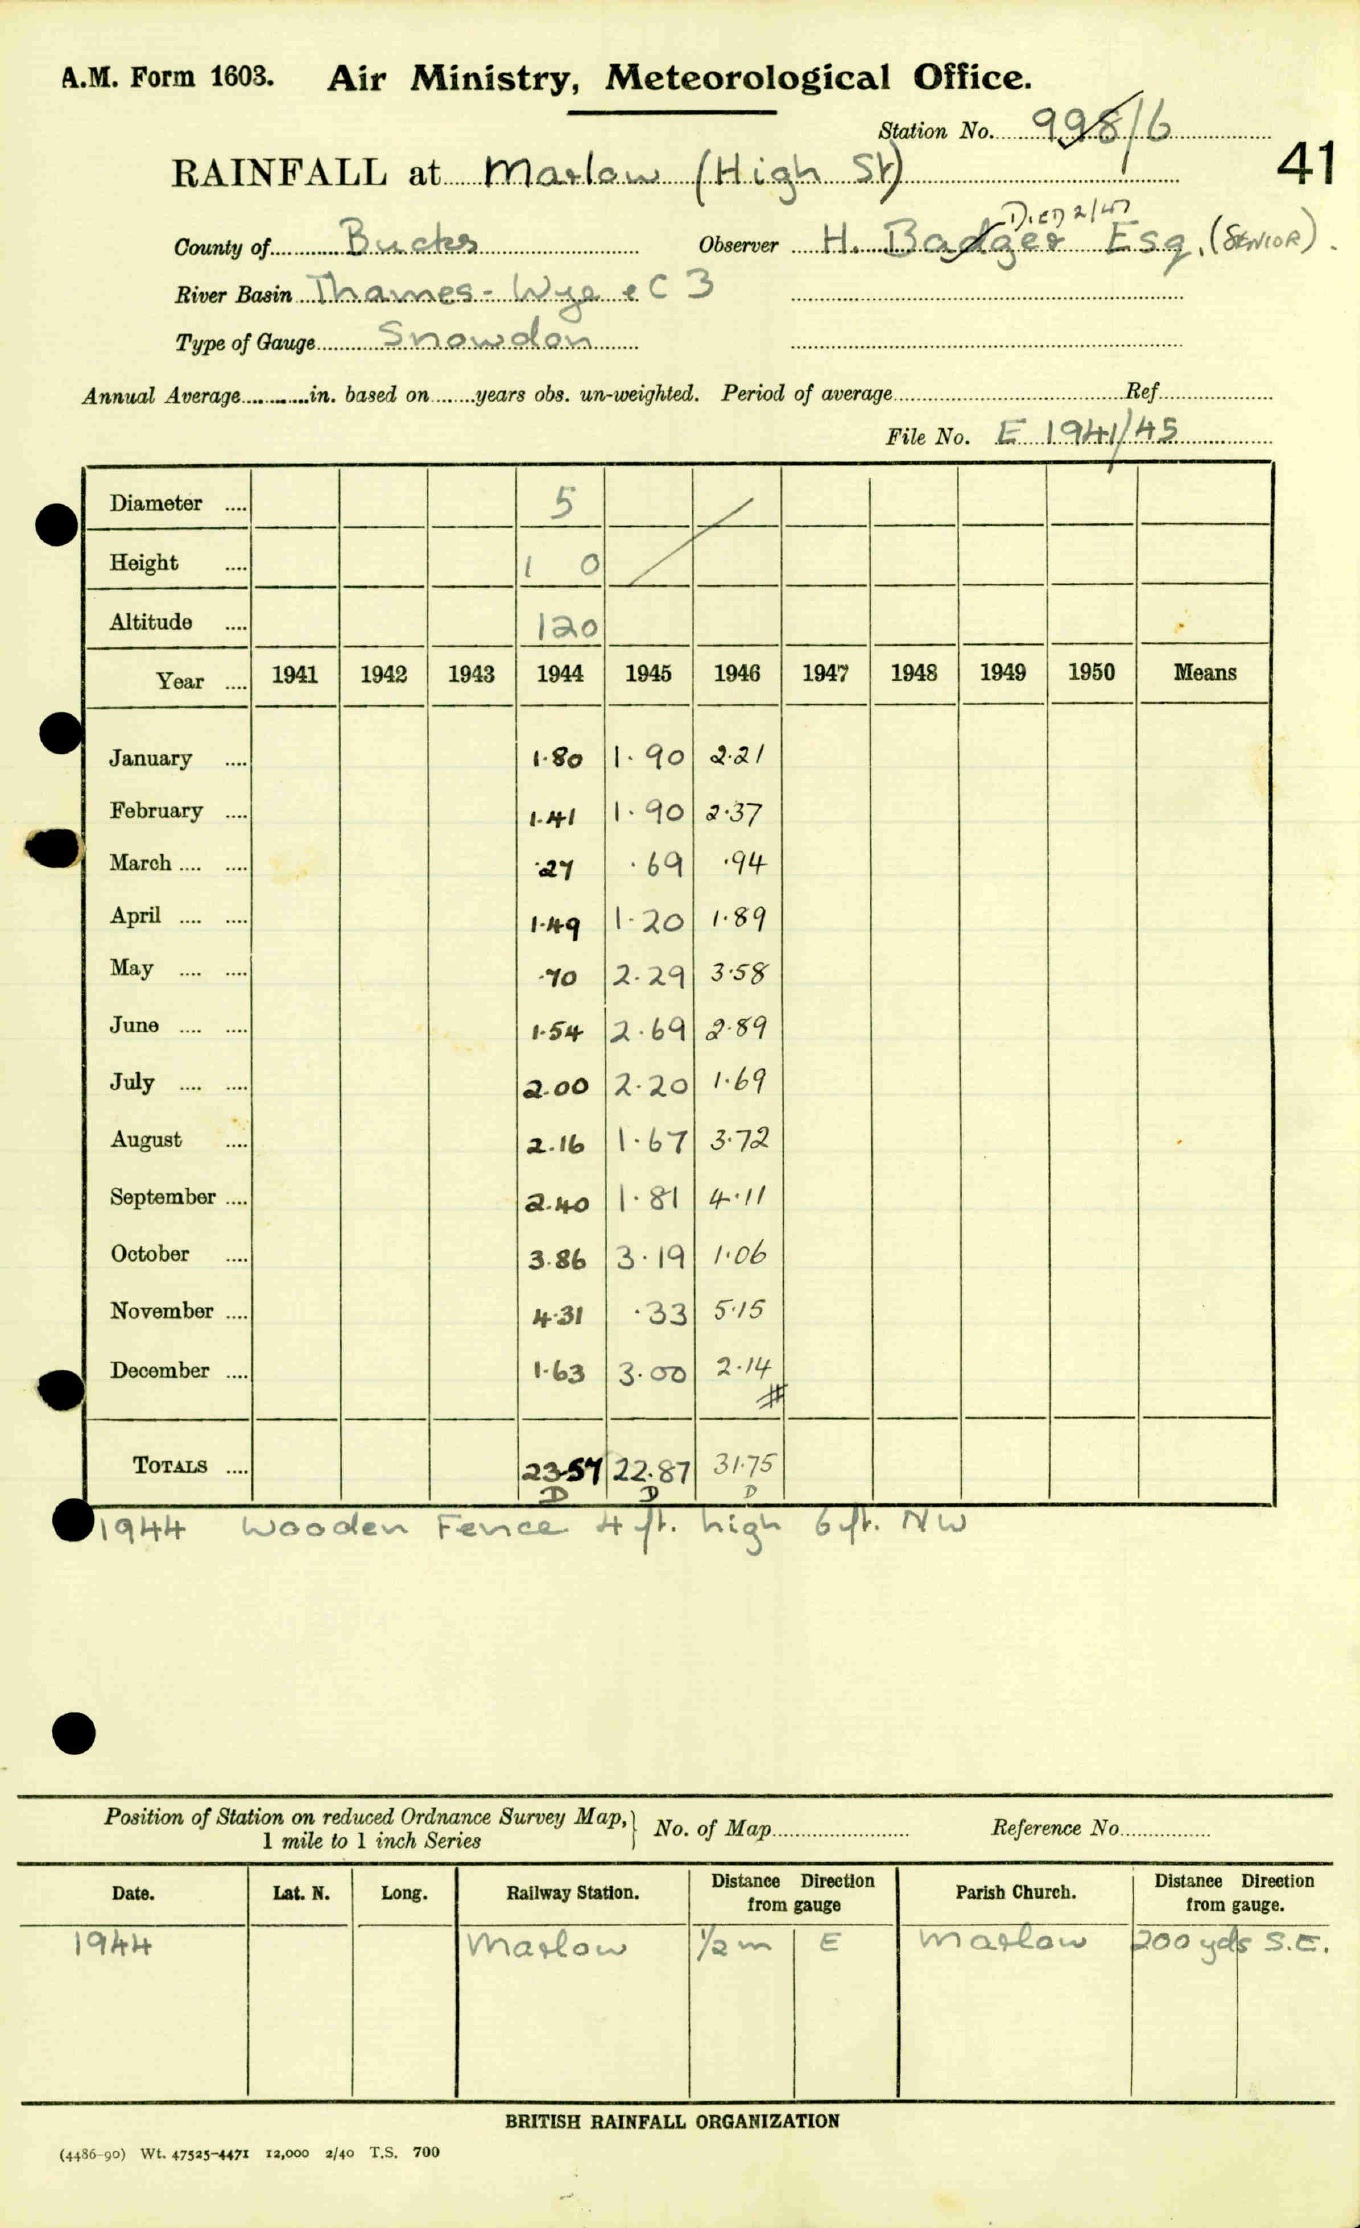 A.M. Form 1603. Air Ministry, Meteorological Office.
Station No. 998/6
41
RAINFALL at Marlow (High St)
DIED 2/47
County of Bucks Observer H. Badger Esq. (SENIOR).
River Basin Thames - Wye & C 3
Type of Gauge Snowdon
Annual Average in. based on years obs. un-weighted. Period of average Ref
File No. E 1941/45
Diameter 5
Height 1 0
Altitude 120
Year 1941 1942 1943 1944 1945 1946 1947 1948 1949 1950 Means
January 1.80 1.90 2.21
February 1.41 1.90 2.37
March .27 .69 .94
April 1.49 1.20 1.89
May .70 2.29 3.58
June 1.54 2.69 2.89
July 2.00 2.20 1.69
August 2.16 1.67 3.72
September 2.40 1.81 4.11
October 3.86 3.19 1.06
November 4.31 .33 5.15
December 1.63 3.00 2.14
#
TOTALS 23.57 22.87 31.75
D D D
1944 Wooden Fence 4 ft. high 6 ft. NW
Position of Station on reduced Ordnance Survey Map, 1 mile to 1 inch Series No. of Map Reference No.
Date. Lat. N. Long. Railway Station. Distance Direction from gauge Parish Church. Distance Direction from gauge.
1944 Marlow 1/2 m E Marlow 200 yds S.E.
BRITISH RAINFALL ORGANIZATION
(4486-90) Wt. 47525-4471 12,000 2/40 T.S. 700